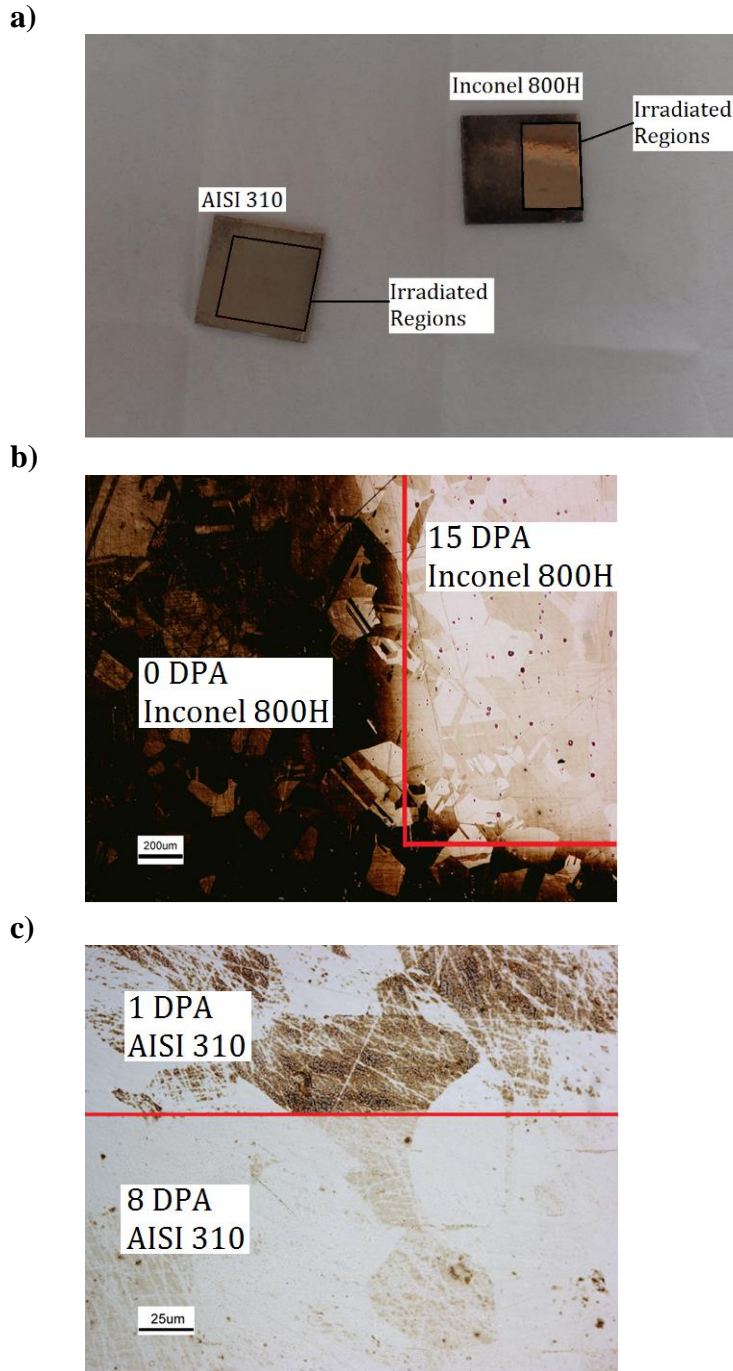 a)
Inconel 800H
Irradiated
Regions
AISI 310
Irradiated
Regions
b)
15 DPA
Inconel 800H
0 DPA
Inconel 800H
200um
c)
1 DPA
AISI 310
8 DPA
AISI 310
25um